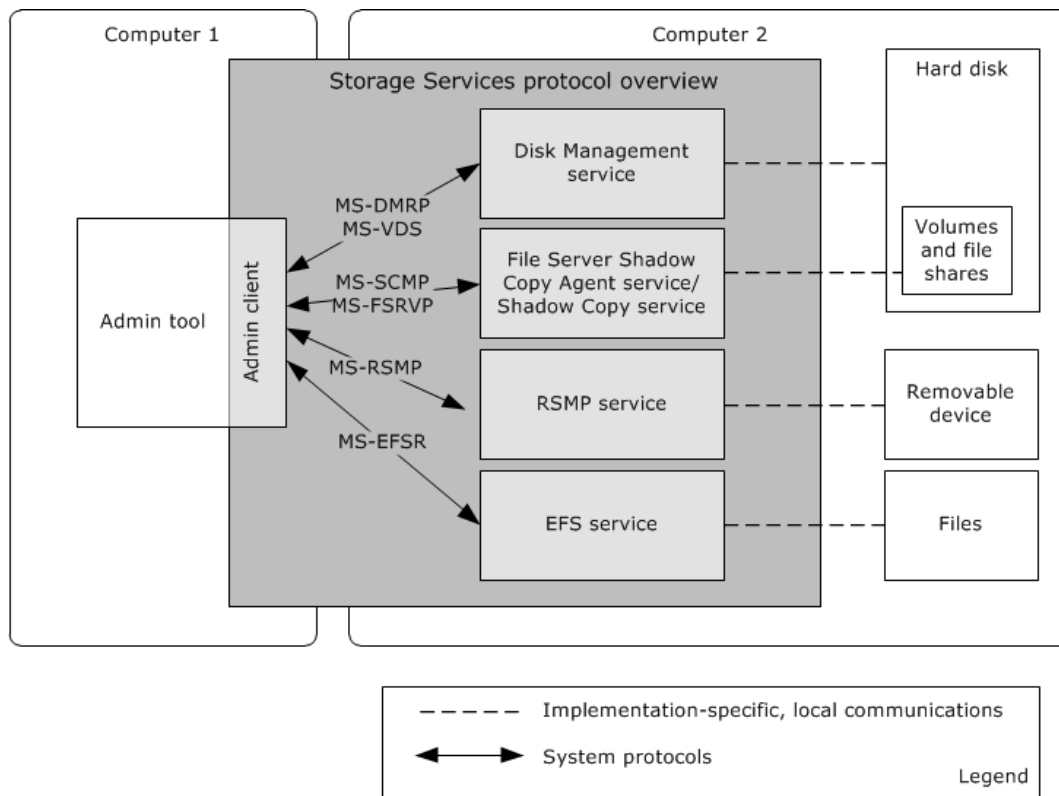 Computer 1
Computer 2
Storage Services protocol overview
Hard disk
Disk Management
service
MS-DMRP
MS-VDS
Volumes
and file
shares
File Server Shadow
Copy Agent service/
Shadow Copy service
MS-SCMP
MS-FSRVP
Admin tool
Admin client
MS-RSMP
RSMP service
Removable
device
MS-EFSR
EFS service
Files
Implementation-specific, local communications
System protocols
Legend